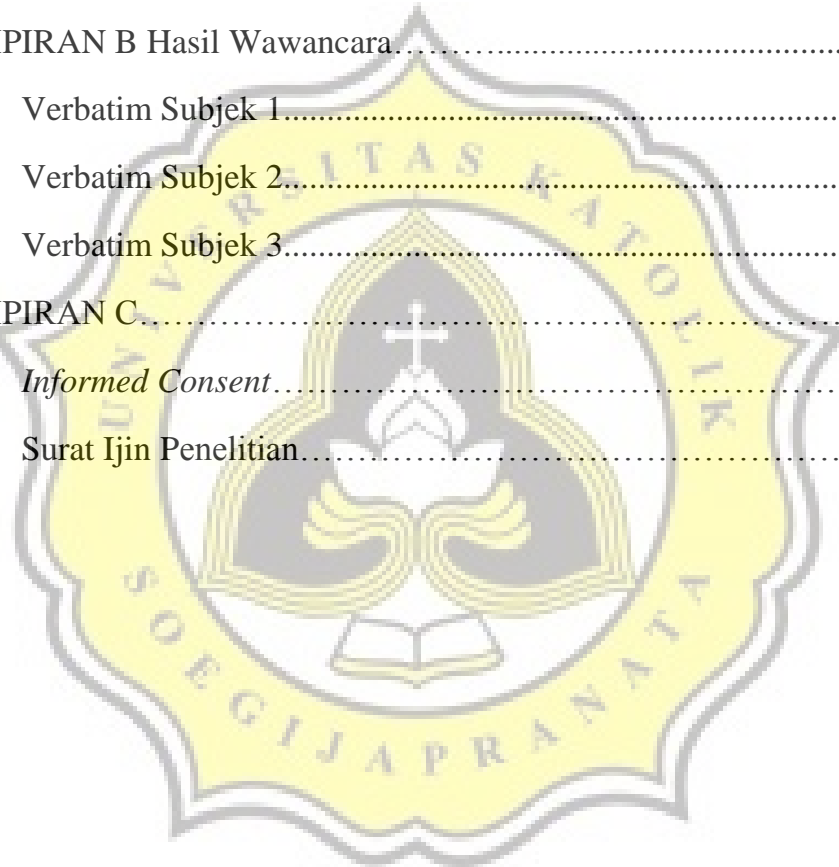 PIRAN B Hasil Wawancara……….......................................
Verbatim Subjek 1...............................................................
Verbatim Subjek 2...............................................................
Verbatim Subjek 3...............................................................
PIRAN C……………………………………………………
Informed Consent………………………………………………
Surat Ijin Penelitian……………………………………………
UNIVERSITAS KATOLIK
SOEGIJAPRANATA